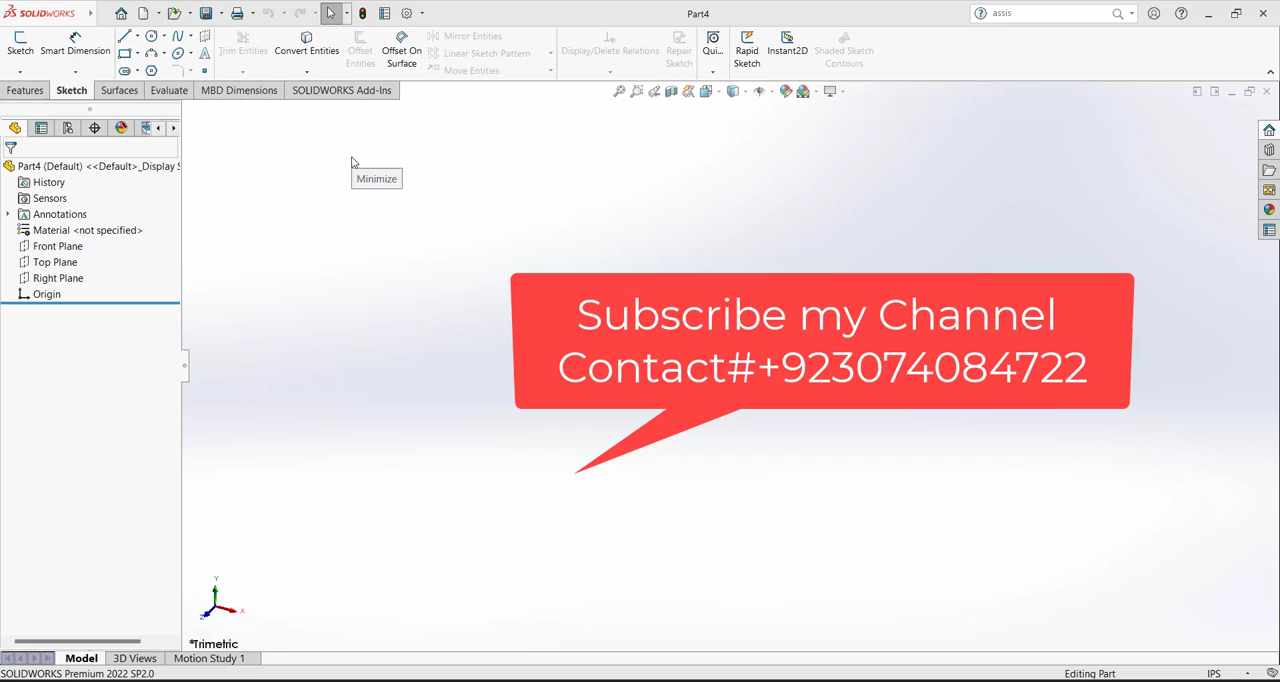 SOLIDWORKS
Part4
assis
Sketch
Smart Dimension
Trim Entities
Convert Entities
Offset Entities
Offset On Surface
Mirror Entities
Linear Sketch Pattern
Move Entities
Display/Delete Relations
Repair Sketch
Qui...
Rapid Sketch
Instant2D
Shaded Sketch Contours
Features
Sketch
Surfaces
Evaluate
MBD Dimensions
SOLIDWORKS Add-Ins
Part4 (Default) <<Default>_Display S
History
Sensors
Annotations
Material <not specified>
Front Plane
Top Plane
Right Plane
Origin
Minimize
Subscribe my Channel
Contact#+923074084722
Y
X
Z
*Trimetric
Model
3D Views
Motion Study 1
SOLIDWORKS Premium 2022 SP2.0
Editing Part
IPS